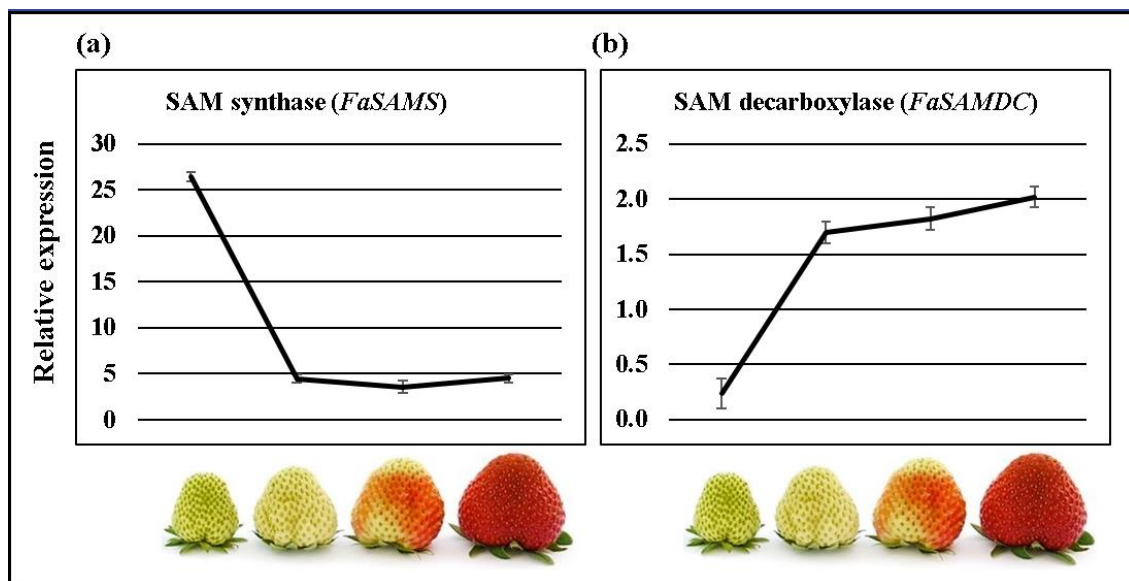 (a)
SAM synthase (FaSAMS)
30
25
20
15
10
5
0
Relative expression
(b)
SAM decarboxylase (FaSAMDC)
2.5
2.0
1.5
1.0
0.5
0.0